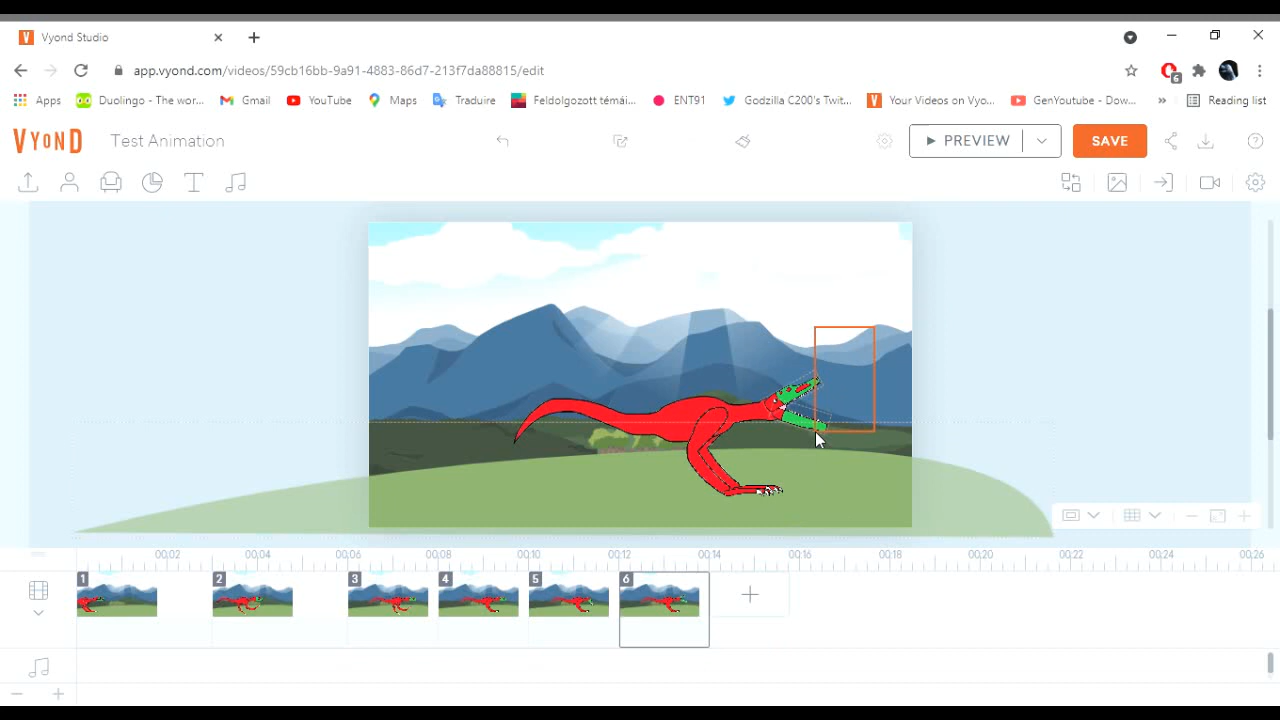 Vyond Studio
app.vyond.com/videos/59cb16bb-9a91-4883-86d7-213f7da88815/edit
6
Apps Duolingo - The wor... Gmail YouTube Maps Traduire Feldolgozott témái... ENT91 Godzilla C200's Twit... Your Videos on Vyo... GenYoutube - Dow... » Reading list
VYOND Test Animation PREVIEW SAVE
00:02 00:04 00:06 00:08 00:10 00:12 00:14 00:16 00:18 00:20 00:22 00:24 00:26
1 2 3 4 5 6